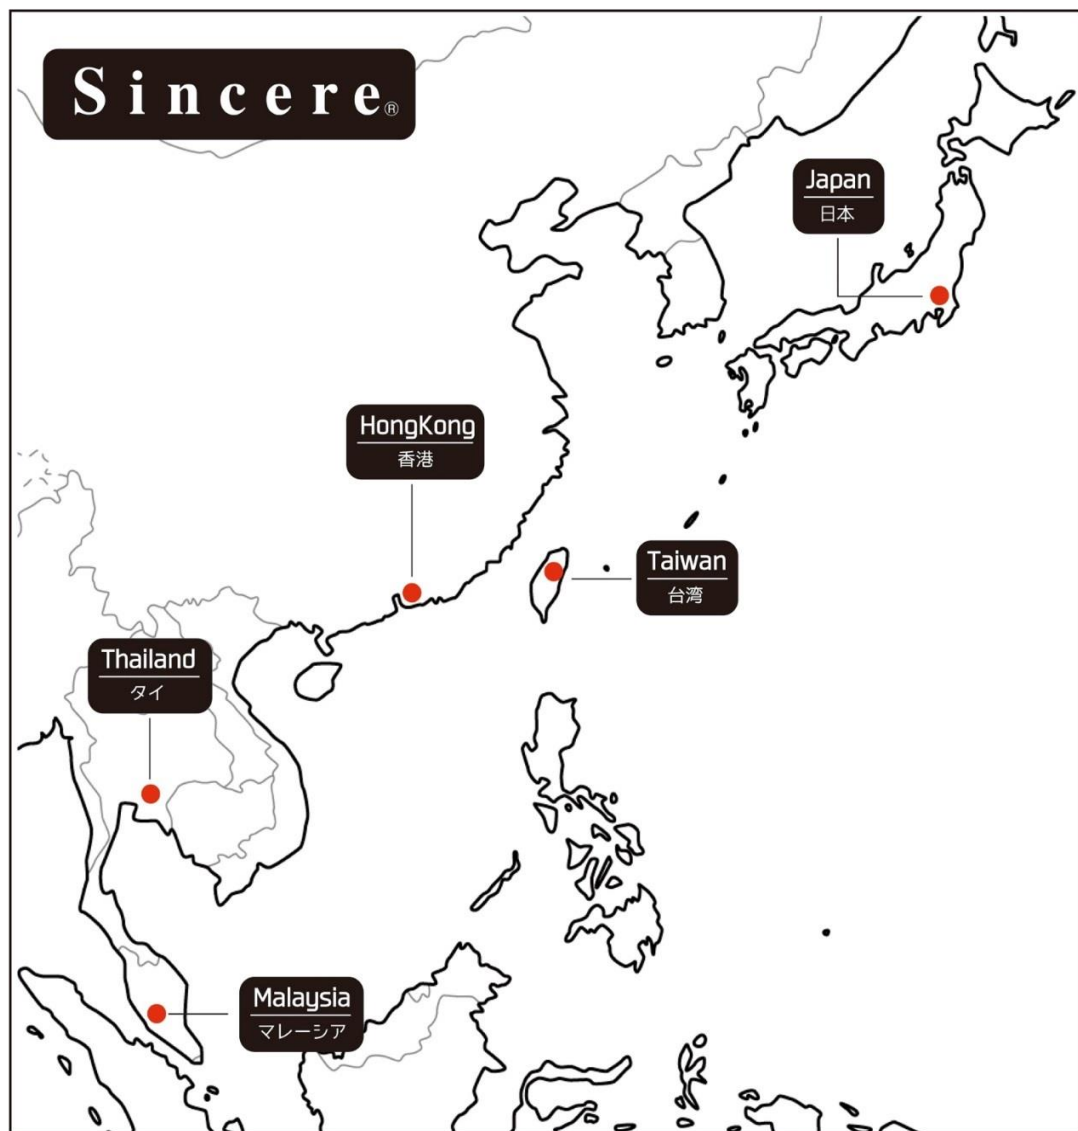 Sincere®
Japan
日本
HongKong
香港
Taiwan
台湾
Thailand
タイ
Malaysia
マレーシア